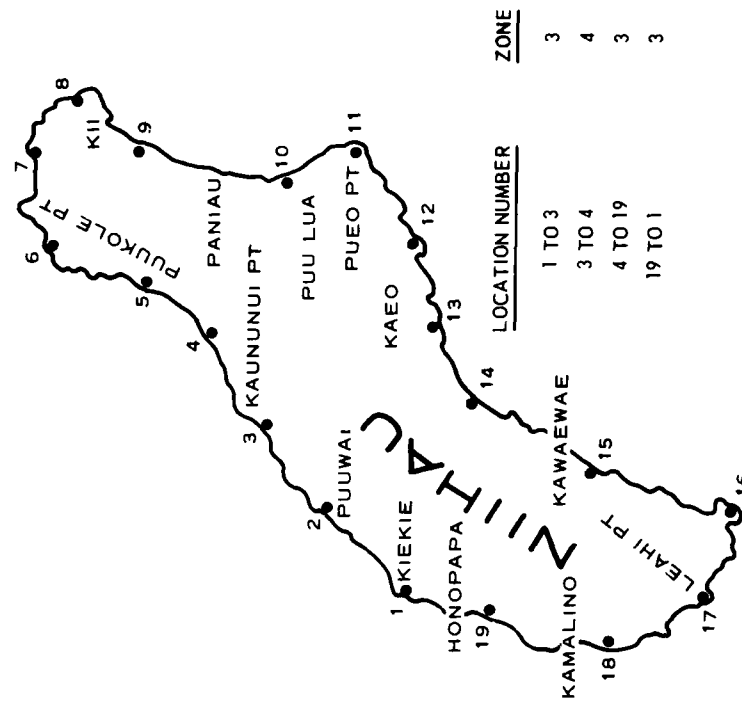 8
7
KII
9
6
PUUKOLE PT
5
PANIAU
10
4
KAUNUNUI PT
PUU LUA
11
PUEO PT
3
12
KAEO
13
2
PUUWAI
14
NIIHAU
1
KIEKIE
KAWAEWAE
15
HONOPAPA
19
LEAHI PT
16
KAMALINO
18
17
LOCATION NUMBER ZONE
1 TO 3 3
3 TO 4 4
4 TO 19 3
19 TO 1 3